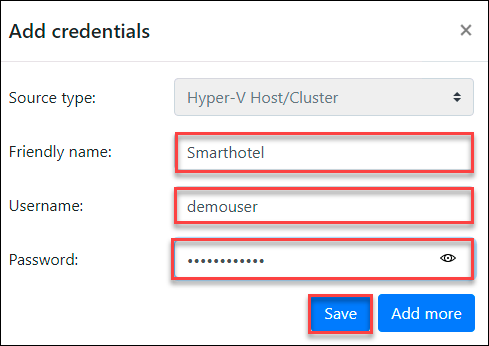 Add credentials ×
Source type: Hyper-V Host/Cluster
Friendly name: Smarthotel
Username: demouser
Password: ••••••••••••
Save Add more